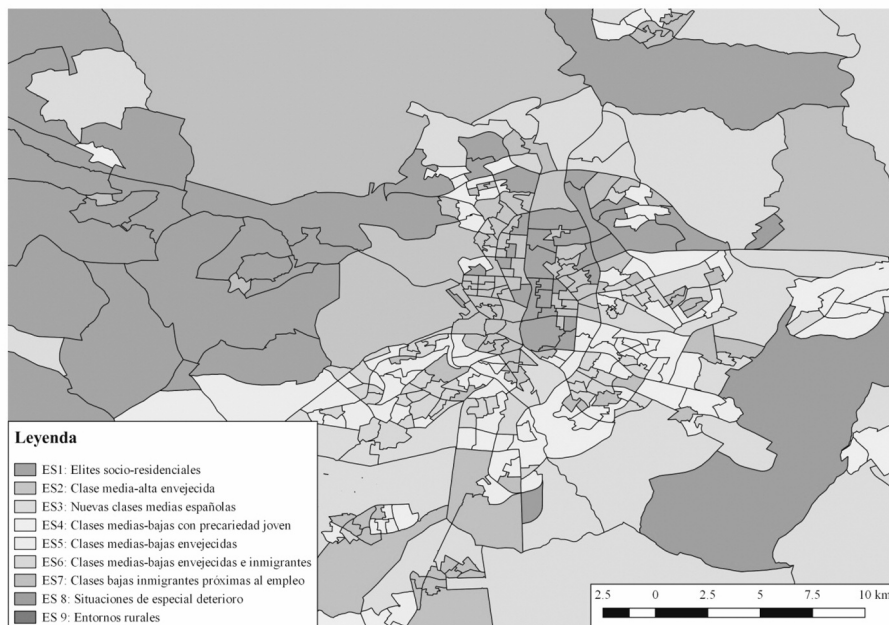 Leyenda
ES1: Elites socio-residenciales
ES2: Clase media-alta envejecida
ES3: Nuevas clases medias españolas
ES4: Clases medias-bajas con precariedad joven
ES5: Clases medias-bajas envejecidas
ES6: Clases medias-bajas envejecidas e inmigrantes
ES7: Clases bajas inmigrantes próximas al empleo
ES 8: Situaciones de especial deterioro
ES 9: Entornos rurales
2.5 0 2.5 5 7.5 10 km